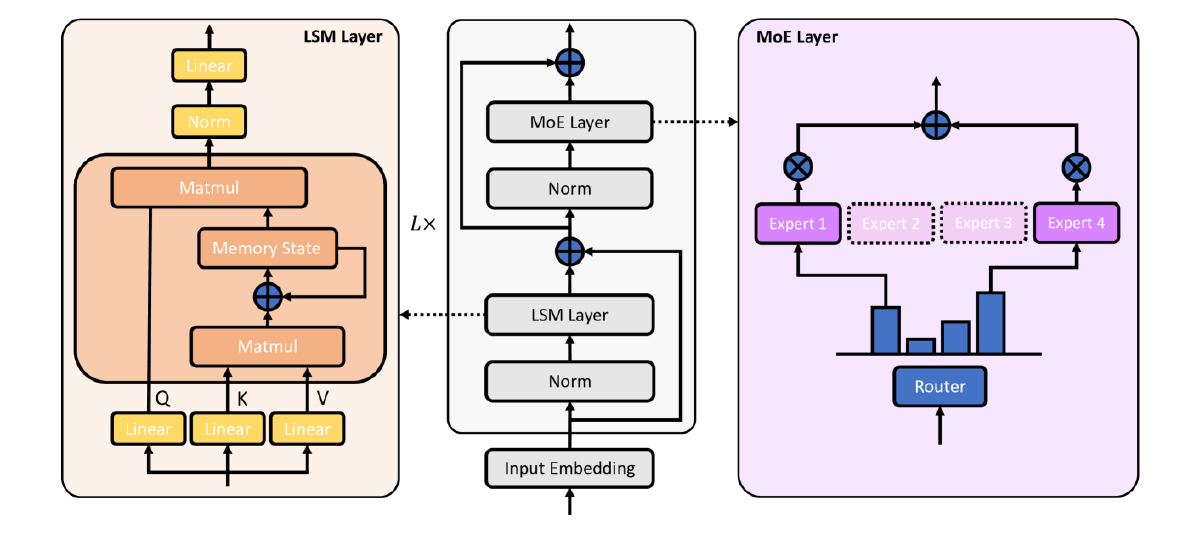 LSM Layer
Linear
Norm
Matmul
Memory State
Matmul
Q
K
V
Linear
Linear
Linear
L×
MoE Layer
Norm
LSM Layer
Norm
Input Embedding
MoE Layer
Expert 1
Expert 2
Expert 3
Expert 4
Router